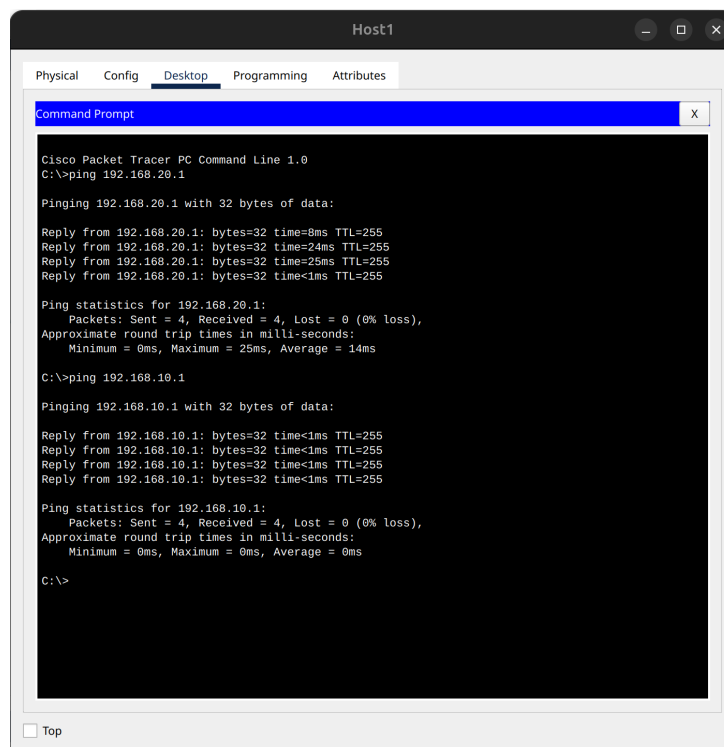 Host1
Physical Config Desktop Programming Attributes
Command Prompt X
Cisco Packet Tracer PC Command Line 1.0
C:\>ping 192.168.20.1
Pinging 192.168.20.1 with 32 bytes of data:
Reply from 192.168.20.1: bytes=32 time=8ms TTL=255
Reply from 192.168.20.1: bytes=32 time=24ms TTL=255
Reply from 192.168.20.1: bytes=32 time=25ms TTL=255
Reply from 192.168.20.1: bytes=32 time<1ms TTL=255
Ping statistics for 192.168.20.1:
Packets: Sent = 4, Received = 4, Lost = 0 (0% loss),
Approximate round trip times in milli-seconds:
Minimum = 0ms, Maximum = 25ms, Average = 14ms
C:\>ping 192.168.10.1
Pinging 192.168.10.1 with 32 bytes of data:
Reply from 192.168.10.1: bytes=32 time<1ms TTL=255
Reply from 192.168.10.1: bytes=32 time<1ms TTL=255
Reply from 192.168.10.1: bytes=32 time<1ms TTL=255
Reply from 192.168.10.1: bytes=32 time<1ms TTL=255
Ping statistics for 192.168.10.1:
Packets: Sent = 4, Received = 4, Lost = 0 (0% loss),
Approximate round trip times in milli-seconds:
Minimum = 0ms, Maximum = 0ms, Average = 0ms
C:\>
Top